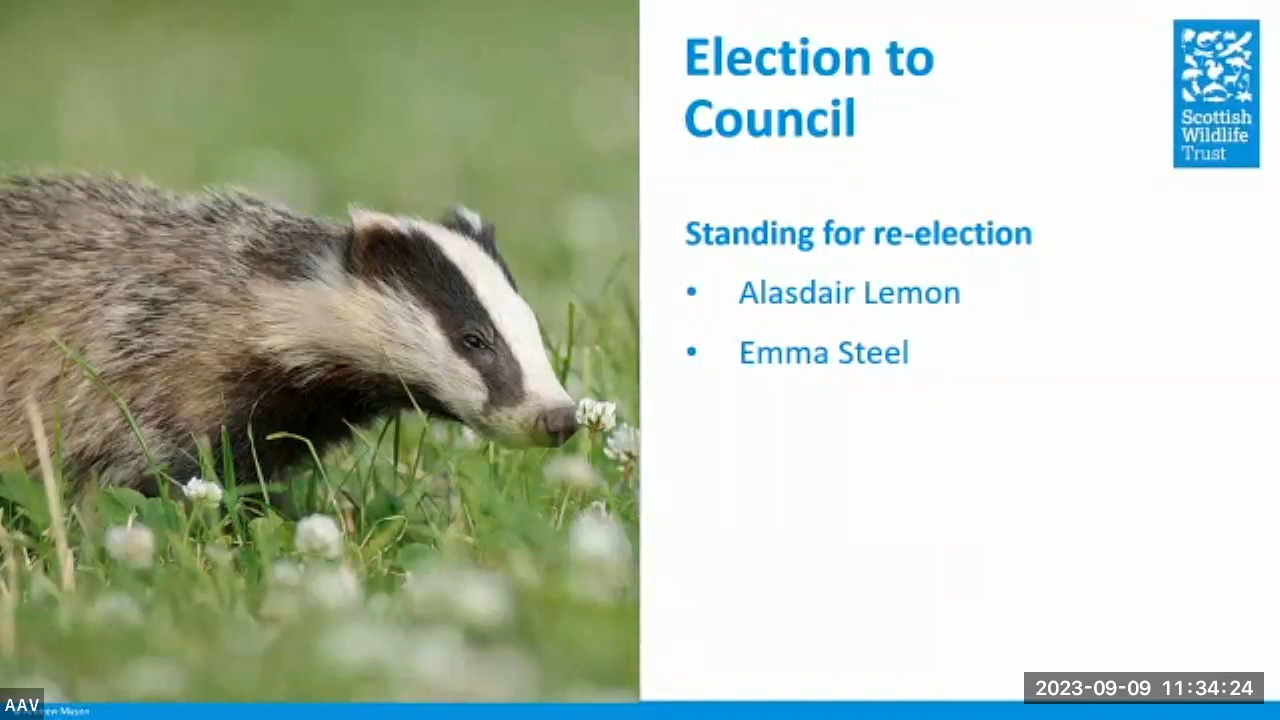 Election to
Council
Scottish
Wildlife
Trust
Standing for re-election
• Alasdair Lemon
• Emma Steel
2023-09-09 11:34:24
AAV